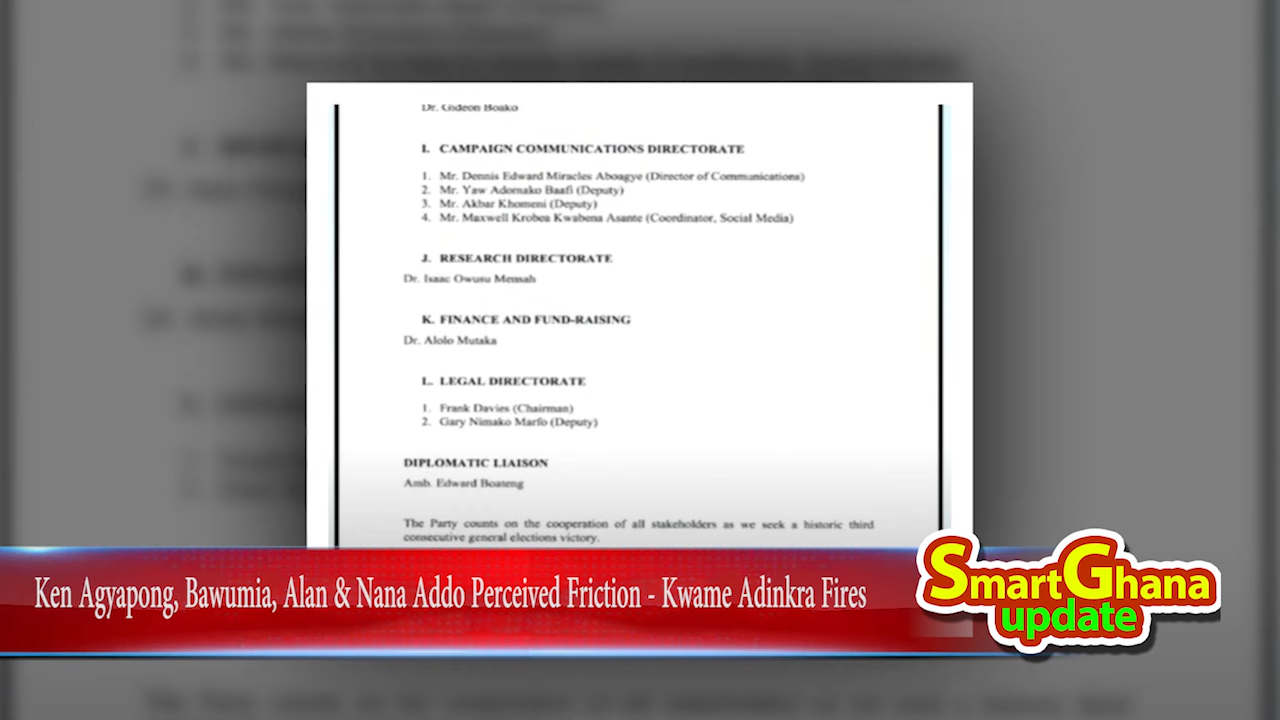 Dr. Gideon Boako
I. CAMPAIGN COMMUNICATIONS DIRECTORATE
1. Mr. Dennis Edward Miracles Aboagye (Director of Communications)
2. Mr. Yaw Adomako Baafi (Deputy)
3. Mr. Akbar Khomeni (Deputy)
4. Mr. Maxwell Krobea Kwabena Asante (Coordinator, Social Media)
J. RESEARCH DIRECTORATE
Dr. Isaac Owusu Mensah
K. FINANCE AND FUND-RAISING
Dr. Alolo Mutaka
L. LEGAL DIRECTORATE
1. Frank Davies (Chairman)
2. Gary Nimako Marfo (Deputy)
DIPLOMATIC LIAISON
Amb. Edward Boateng
The Party counts on the cooperation of all stakeholders as we seek a historic third
consecutive general elections victory.
Ken Agyapong, Bawumia, Alan & Nana Addo Perceived Friction - Kwame Adinkra Fires
SmartGhana
update